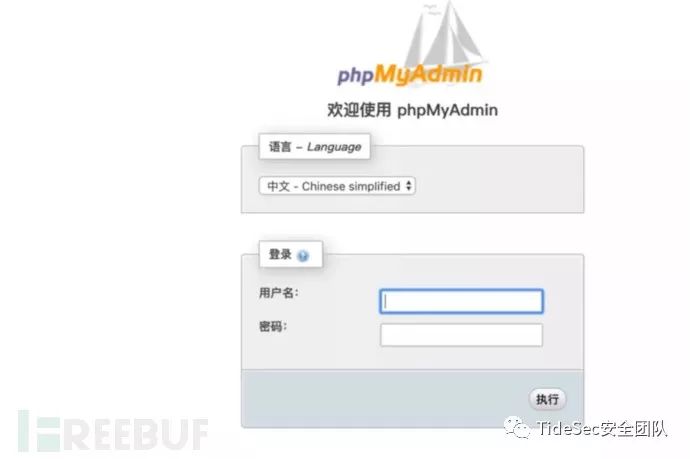 phpMyAdmin
欢迎使用 phpMyAdmin
语言 - Language
中文 - Chinese simplified
登录
用户名:
密码:
执行
FREEBUF
TideSec安全团队